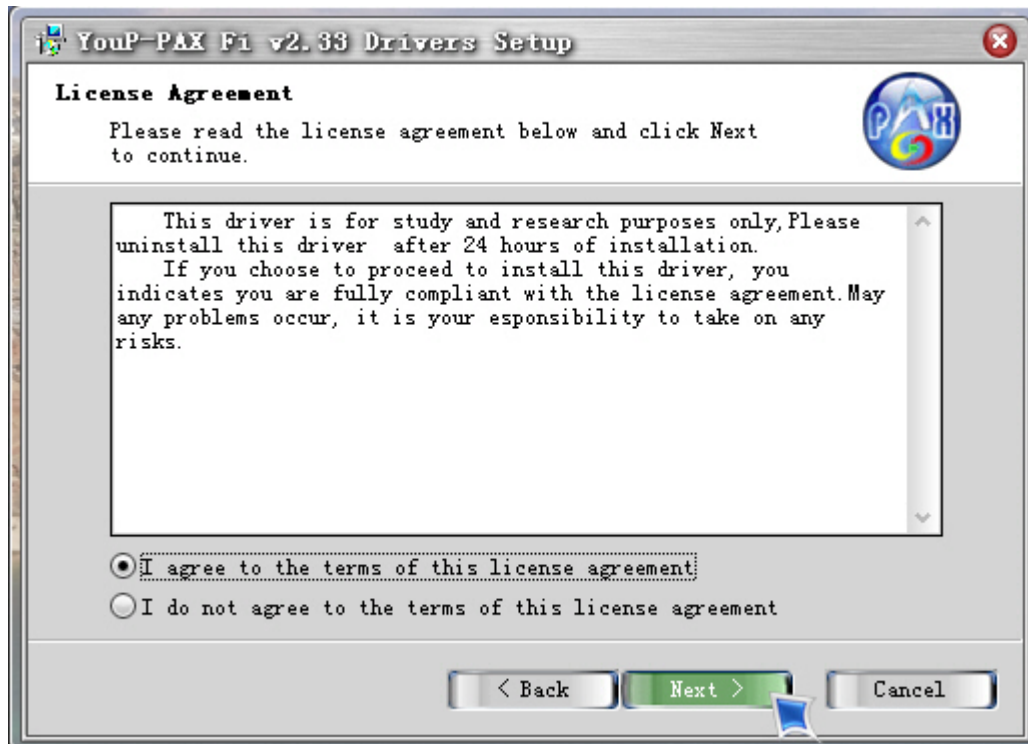 YouP-PAX Fi v2.33 Drivers Setup
License Agreement
Please read the license agreement below and click Next
to continue.
PAX
This driver is for study and research purposes only,Please
uninstall this driver  after 24 hours of installation.
If you choose to proceed to install this driver, you
indicates you are fully compliant with the license agreement.May
any problems occur, it is your esponsibility to take on any
risks.
I agree to the terms of this license agreement
I do not agree to the terms of this license agreement
< Back
Next >
Cancel